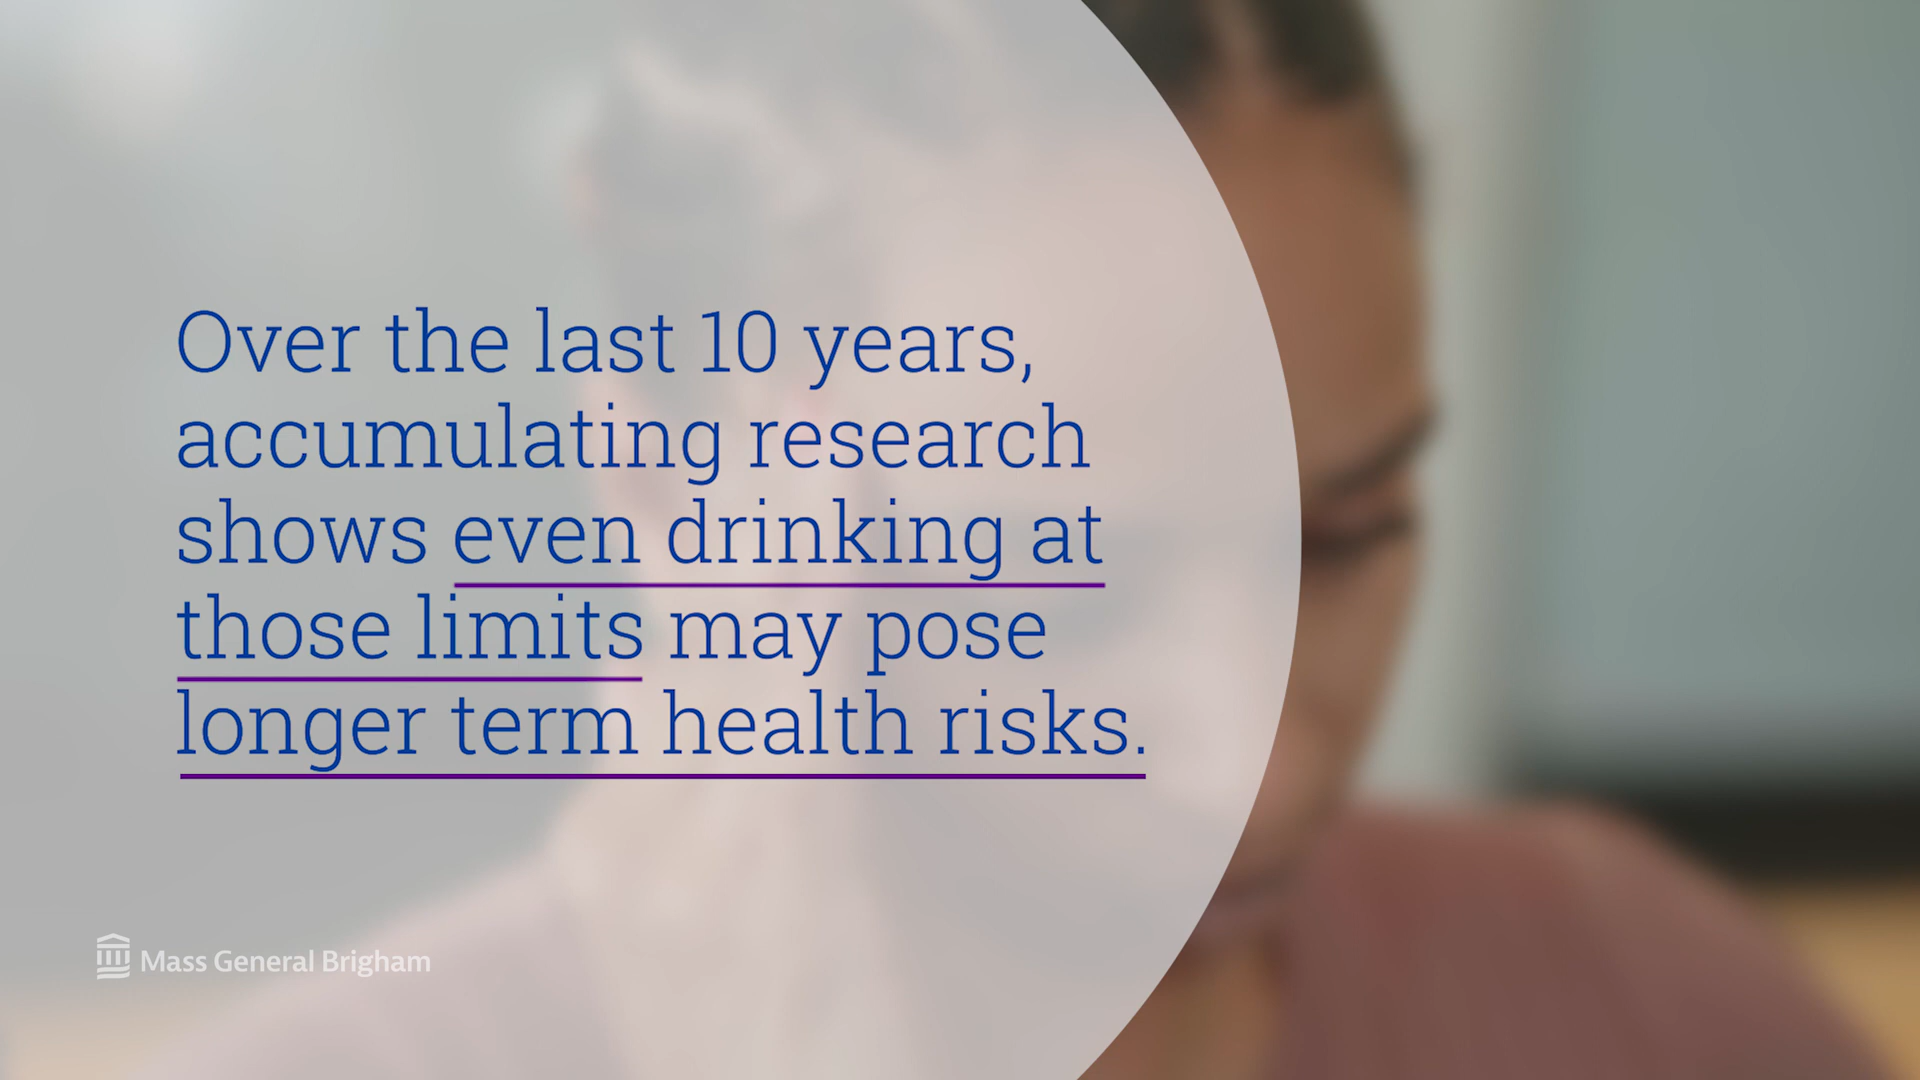 Over the last 10 years,
accumulating research
shows even drinking at
those limits may pose
longer term health risks.
Mass General Brigham